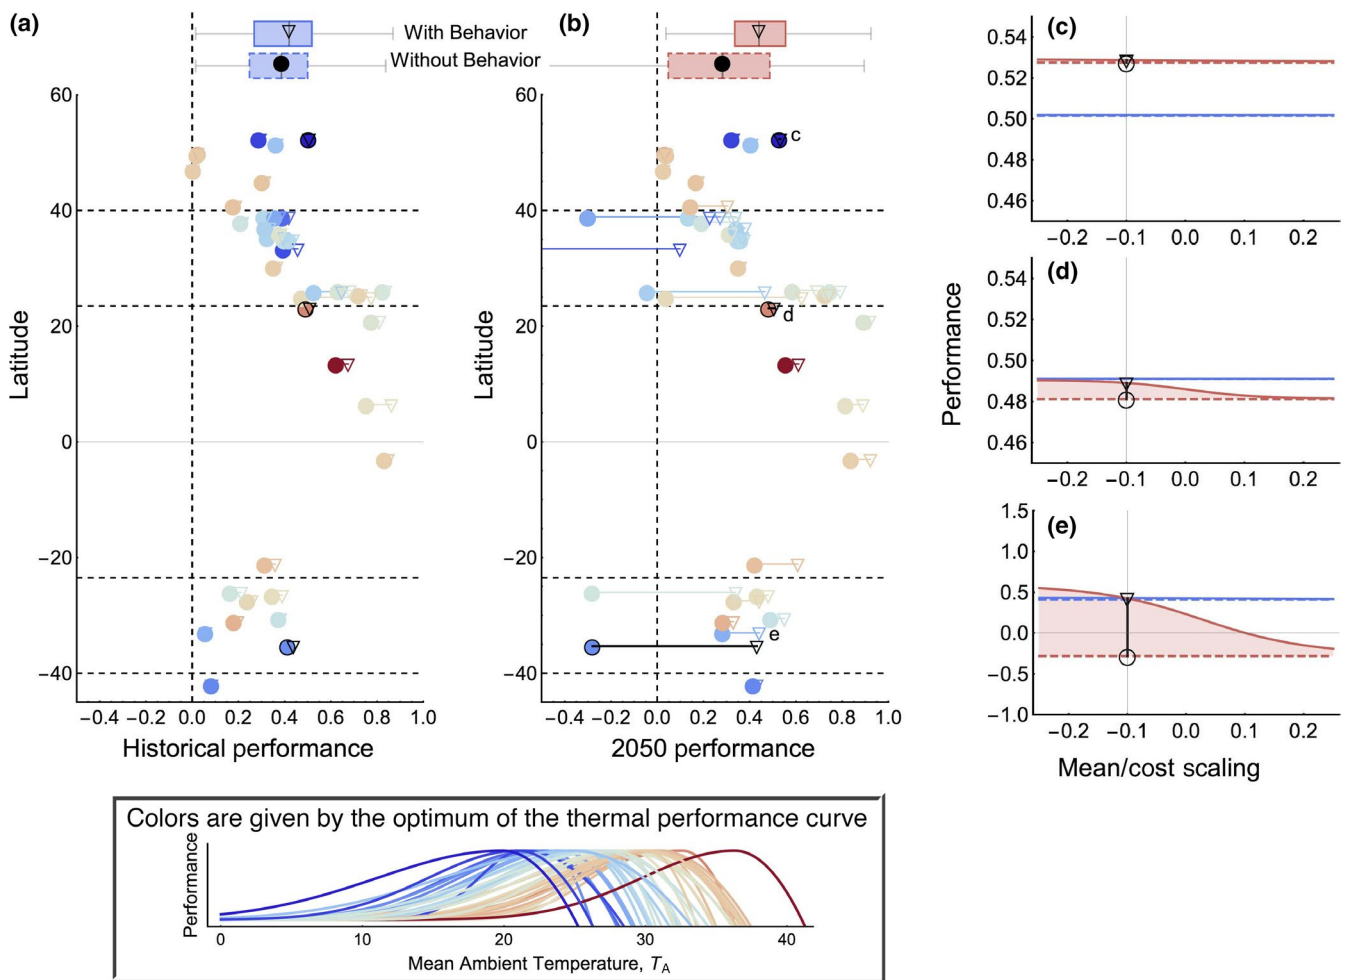 (a)
With Behavior
Without Behavior
60
40
20
0
−20
−40
Latitude
−0.4 −0.2 0.0 0.2 0.4 0.6 0.8 1.0
Historical performance
(b)
60
40
20
0
−20
−40
Latitude
c
d
e
−0.4 −0.2 0.0 0.2 0.4 0.6 0.8 1.0
2050 performance
(c)
0.54
0.52
0.50
0.48
0.46
−0.2 −0.1 0.0 0.2
(d)
0.54
0.52
0.50
0.48
0.46
−0.2 −0.1 0.0 0.2
Performance
(e)
1.5
1.0
0.5
0.0
−0.5
−1.0
−0.2 −0.1 0.0 0.2
Mean/cost scaling
Colors are given by the optimum of the thermal performance curve
Performance
0 10 20 30 40
Mean Ambient Temperature, TA